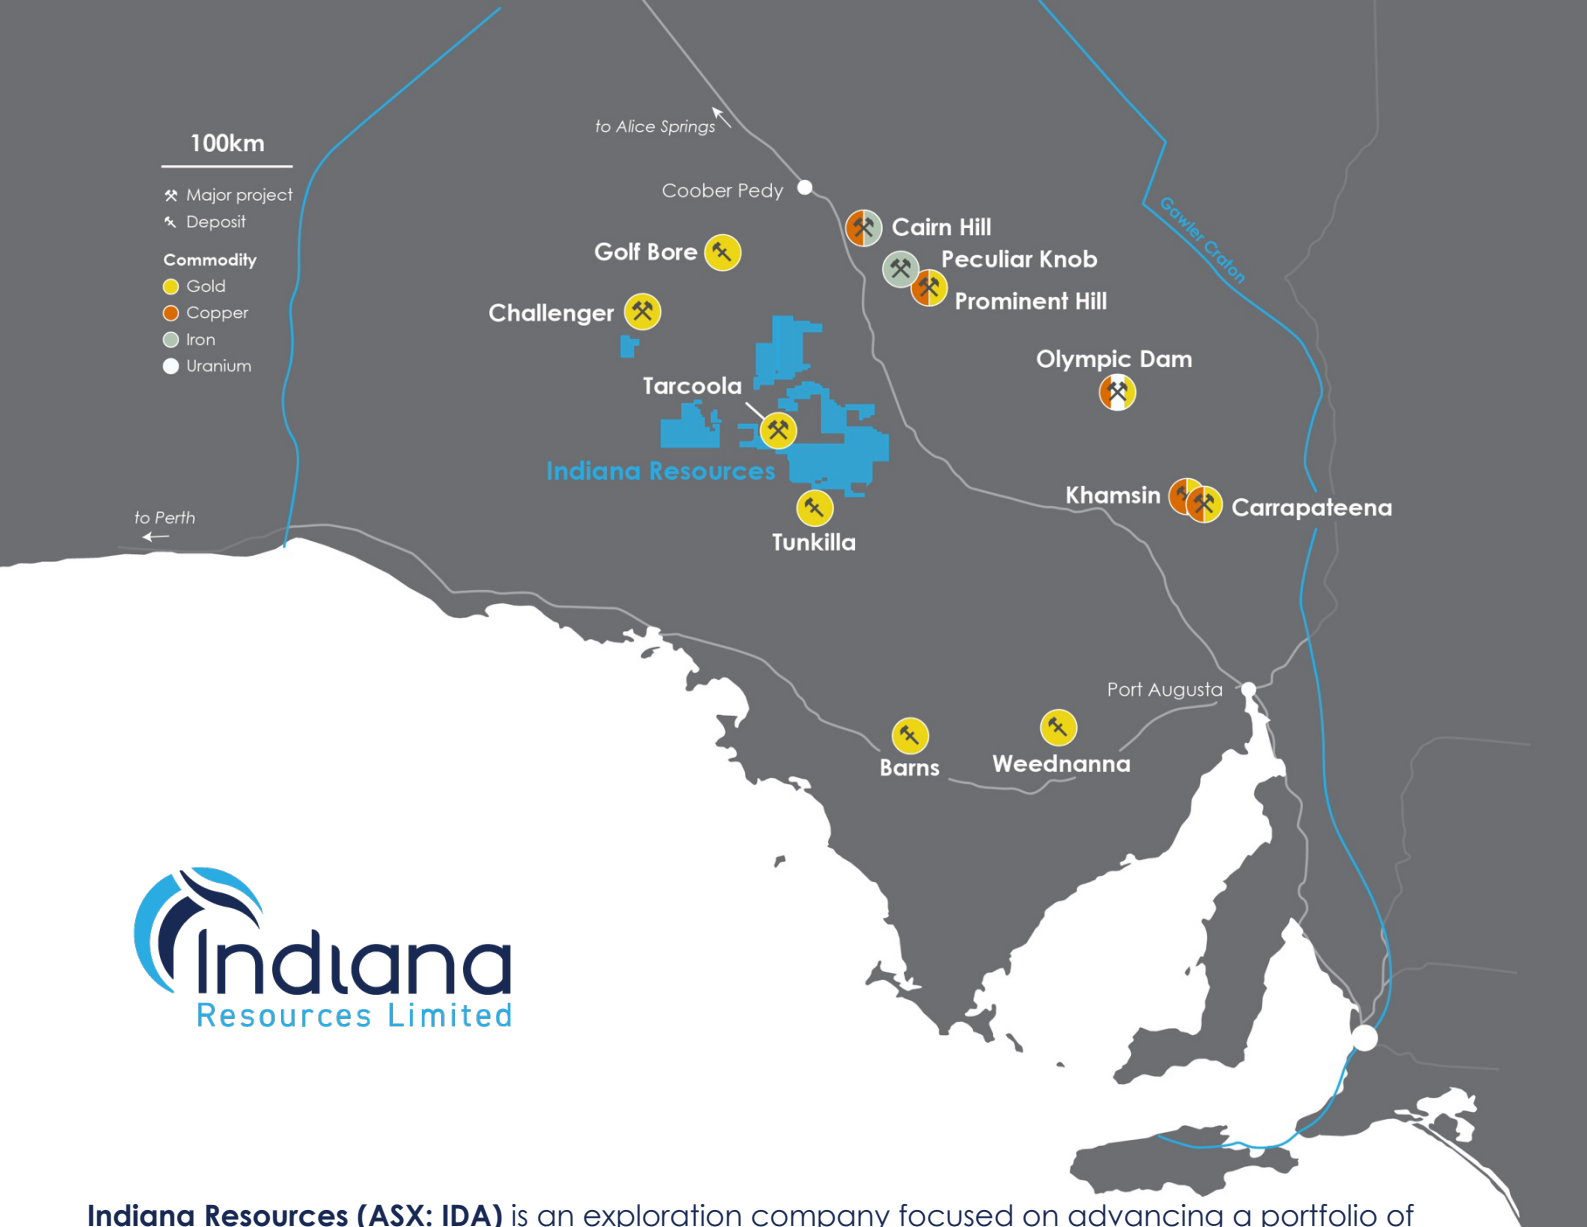 to Alice Springs
100km
Major project
Deposit
Commodity
Gold
Copper
Iron
Uranium
Coober Pedy
Gawler Craton
Cairn Hill
Golf Bore
Peculiar Knob
Prominent Hill
Challenger
Olympic Dam
Tarcoola
Indiana Resources
Khamsin
Carrapateena
to Perth
Tunkilla
Port Augusta
Barns
Weednanna
Indiana
Resources Limited
Indiana Resources (ASX: IDA) is an exploration company focused on advancing a portfolio of